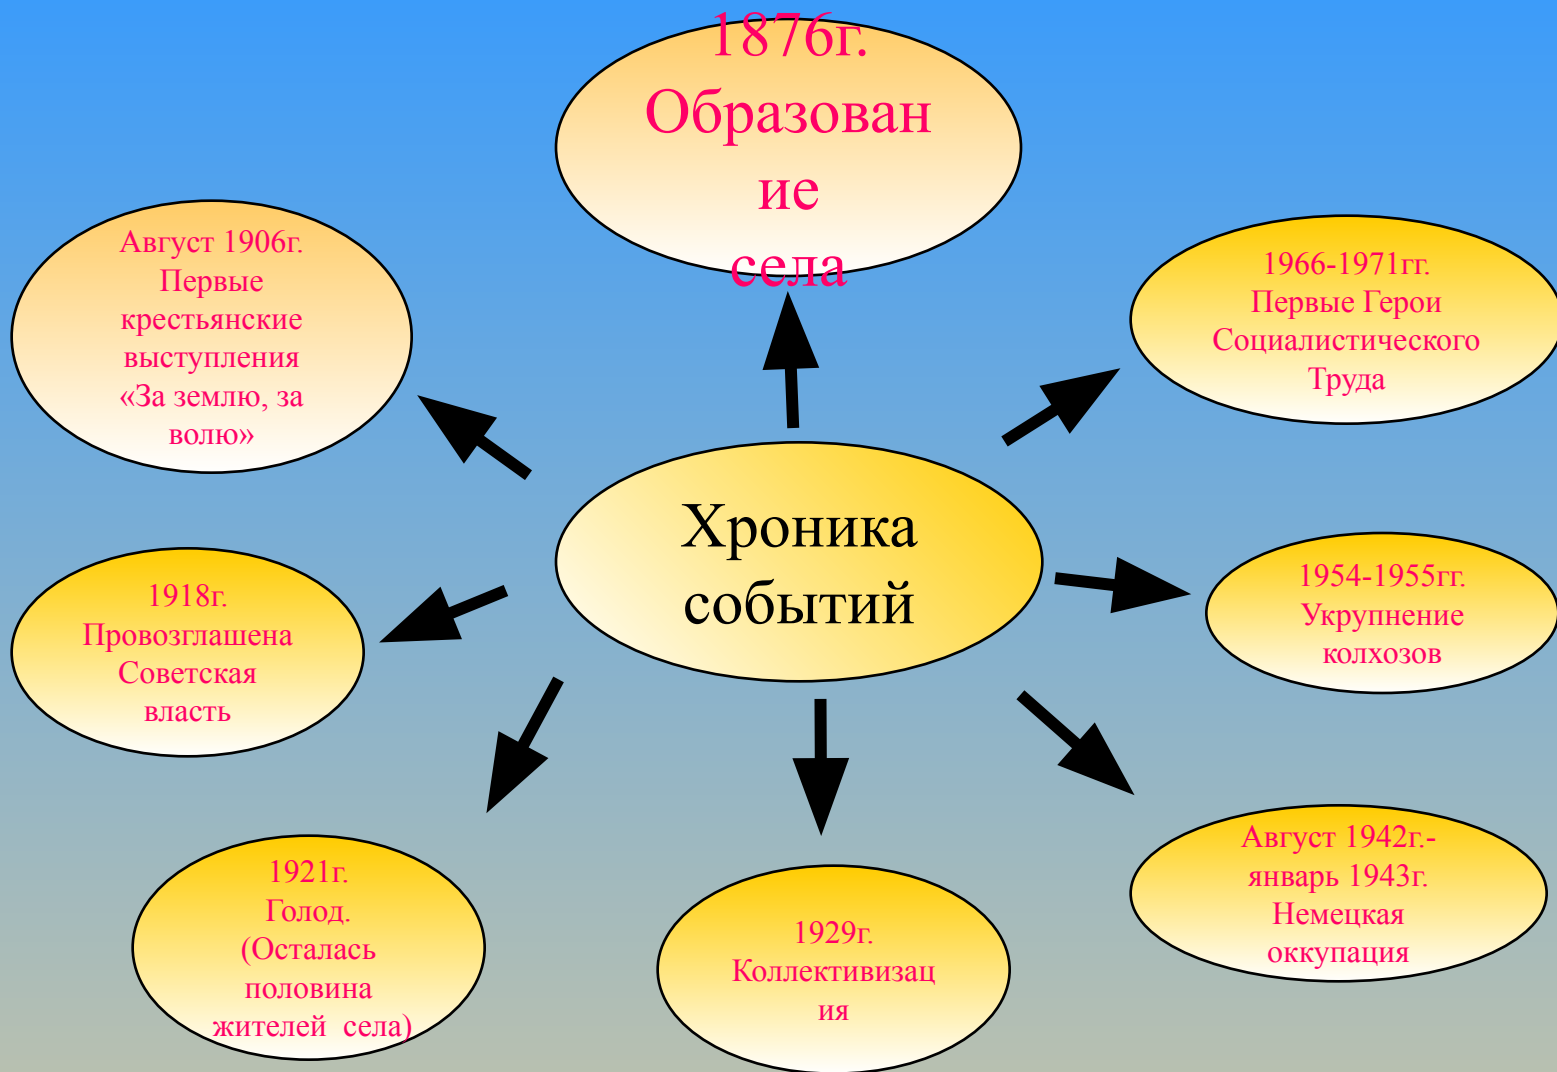 1876г.
Образован
ие
села
Август 1906г.
Первые
крестьянские
выступления
«За землю, за
волю»
1966-1971гг.
Первые Герои
Социалистического
Труда
Хроника
событий
1918г.
Провозглашена
Советская
власть
1954-1955гг.
Укрупнение
колхозов
1921г.
Голод.
(Осталась
половина
жителей села)
1929г.
Коллективизац
ия
Август 1942г.-
январь 1943г.
Немецкая
оккупация